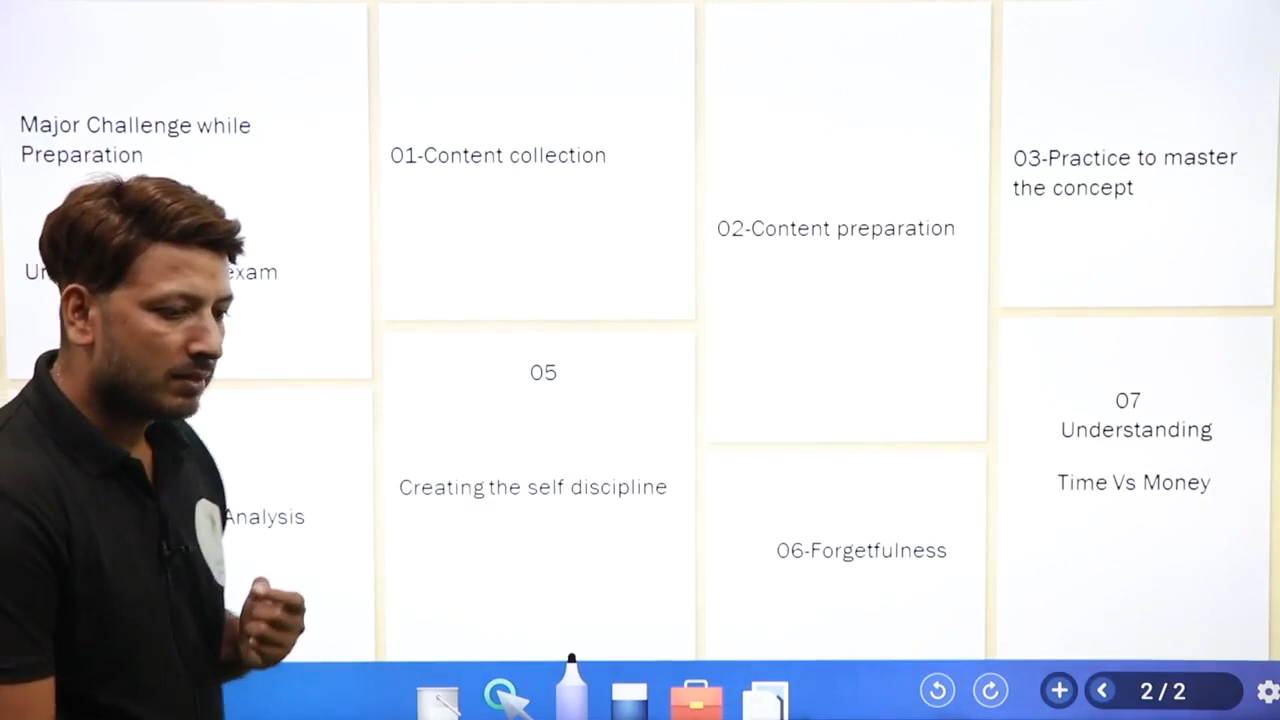 Major Challenge while
Preparation
exam
01-Content collection
02-Content preparation
03-Practice to master
the concept
Analysis
05
Creating the self discipline
06-Forgetfulness
07
Understanding
Time Vs Money
2 / 2